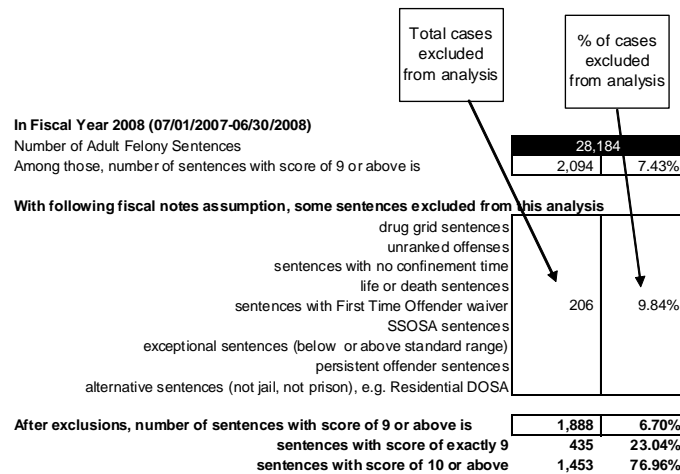 Total cases
excluded
from analysis
% of cases
excluded
from analysis
In Fiscal Year 2008 (07/01/2007-06/30/2008)
Number of Adult Felony Sentences 28,184
Among those, number of sentences with score of 9 or above is 2,094 7.43%
With following fiscal notes assumption, some sentences excluded from this analysis
drug grid sentences
unranked offenses
sentences with no confinement time
life or death sentences
sentences with First Time Offender waiver 206 9.84%
SSOSA sentences
exceptional sentences (below or above standard range)
persistent offender sentences
alternative sentences (not jail, not prison), e.g. Residential DOSA
After exclusions, number of sentences with score of 9 or above is 1,888 6.70%
sentences with score of exactly 9 435 23.04%
sentences with score of 10 or above 1,453 76.96%